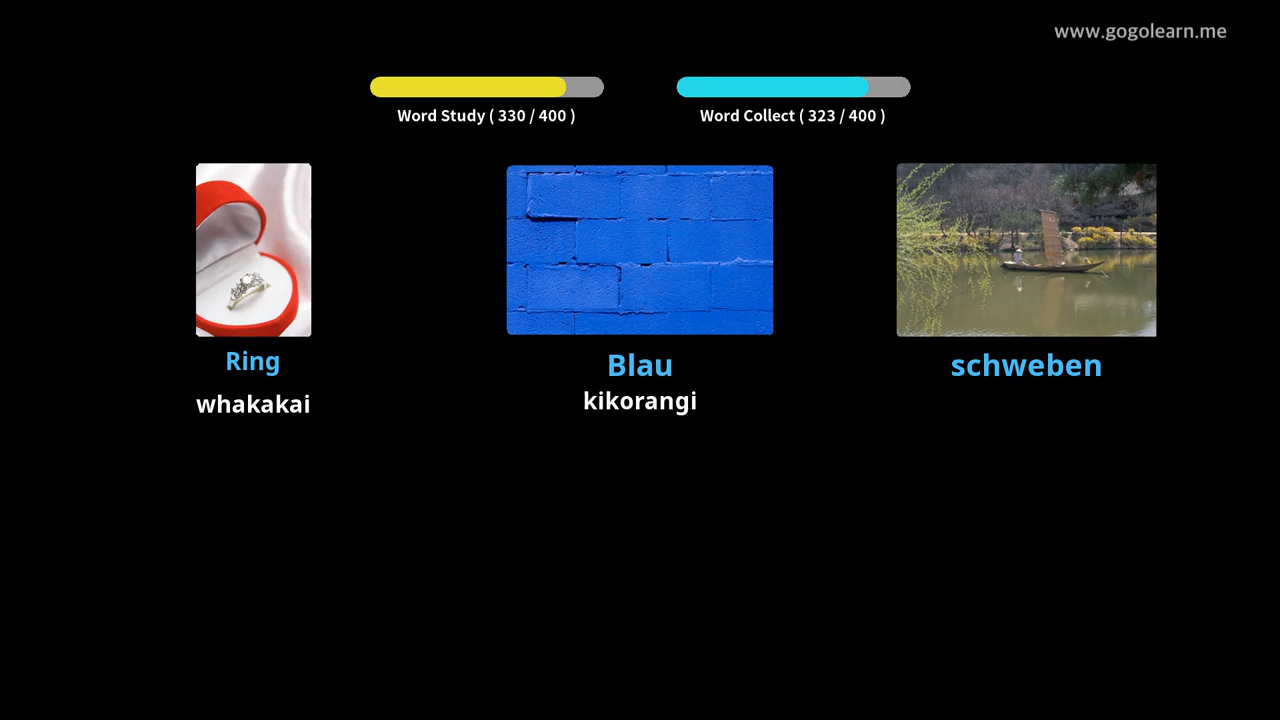 www.gogolearn.me
Word Study ( 330 / 400 )
Word Collect ( 323 / 400 )
Ring
whakakai
Blau
kikorangi
schweben